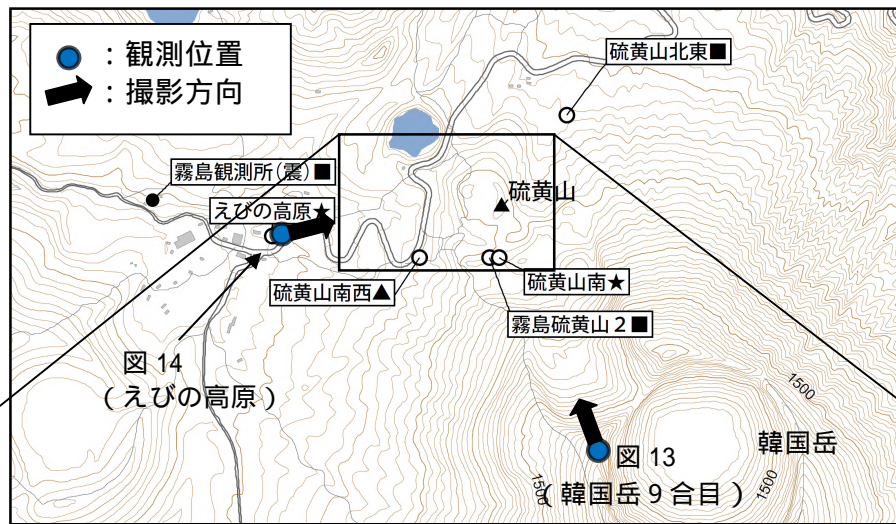 ：観測位置
：撮影方向
硫黄山北東■
霧島観測所(震)■
えびの高原★
硫黄山
硫黄山南西▲
硫黄山南★
霧島硫黄山２■
図 14
（えびの高原）
1500
韓国岳
図 13
（韓国岳９合目）
1500
1500